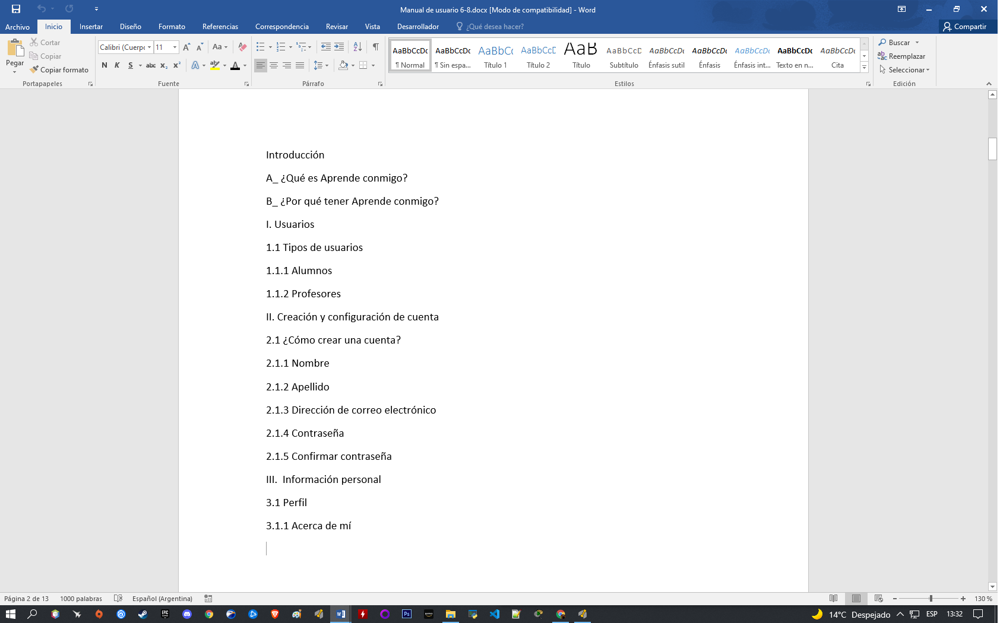 Manual de usuario 6-8.docx [Modo de compatibilidad] - Word
Archivo Inicio Insertar Diseño Formato Referencias Correspondencia Revisar Vista Desarrollador ¿Qué desea hacer? Compartir
Pegar
Cortar
Copiar
Copiar formato
Portapapeles
Calibri (Cuerpo 11
Aa
N K S abc x₂ x²
A
Fuente
Párrafo
AaBbCcDc AaBbCcDc AaBbCc AaBbCcD AaB AaBbCcD AaBbCcDc AaBbCcDc AaBbCcDc AaBbCcDc AaBbCcDc
¶ Normal ¶ Sin espa... Título 1 Título 2 Título Subtítulo Énfasis sutil Énfasis Énfasis int... Texto en n... Cita
Estilos
Buscar
Reemplazar
Seleccionar
Edición
Introducción
A_ ¿Qué es Aprende conmigo?
B_ ¿Por qué tener Aprende conmigo?
I. Usuarios
1.1 Tipos de usuarios
1.1.1 Alumnos
1.1.2 Profesores
II. Creación y configuración de cuenta
2.1 ¿Cómo crear una cuenta?
2.1.1 Nombre
2.1.2 Apellido
2.1.3 Dirección de correo electrónico
2.1.4 Contraseña
2.1.5 Confirmar contraseña
III.  Información personal
3.1 Perfil
3.1.1 Acerca de mí
Página 2 de 13 1000 palabras Español (Argentina) 130 %
14°C Despejado ESP 13:32